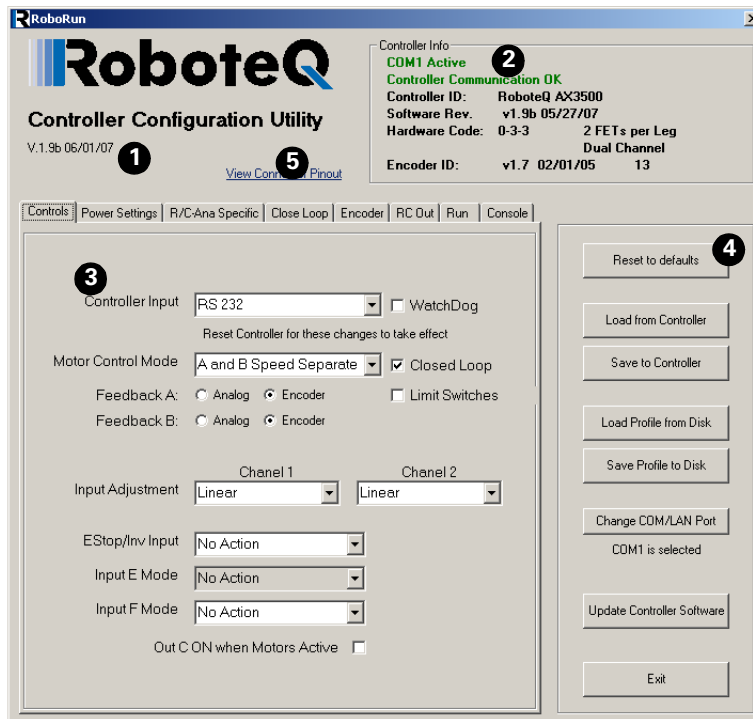 RoboRun
RoboteQ
Controller Configuration Utility
V.1.9b 06/01/07
1
5
View Connector Pinout
Controller Info
COM1 Active
2
Controller Communication OK
Controller ID: RoboteQ AX3500
Software Rev. v1.9b 05/27/07
Hardware Code: 0-3-3 2 FETs per Leg
Dual Channel
Encoder ID: v1.7 02/01/05 13
Controls Power Settings R/C-Ana Specific Close Loop Encoder RC Out Run Console
3
Controller Input RS 232 WatchDog
Reset Controller for these changes to take effect
Motor Control Mode A and B Speed Separate Closed Loop
Feedback A: Analog Encoder Limit Switches
Feedback B: Analog Encoder
Chanel 1 Chanel 2
Input Adjustment Linear Linear
EStop/Inv Input No Action
Input E Mode No Action
Input F Mode No Action
Out C ON when Motors Active
4
Reset to defaults
Load from Controller
Save to Controller
Load Profile from Disk
Save Profile to Disk
Change COM/LAN Port
COM1 is selected
Update Controller Software
Exit